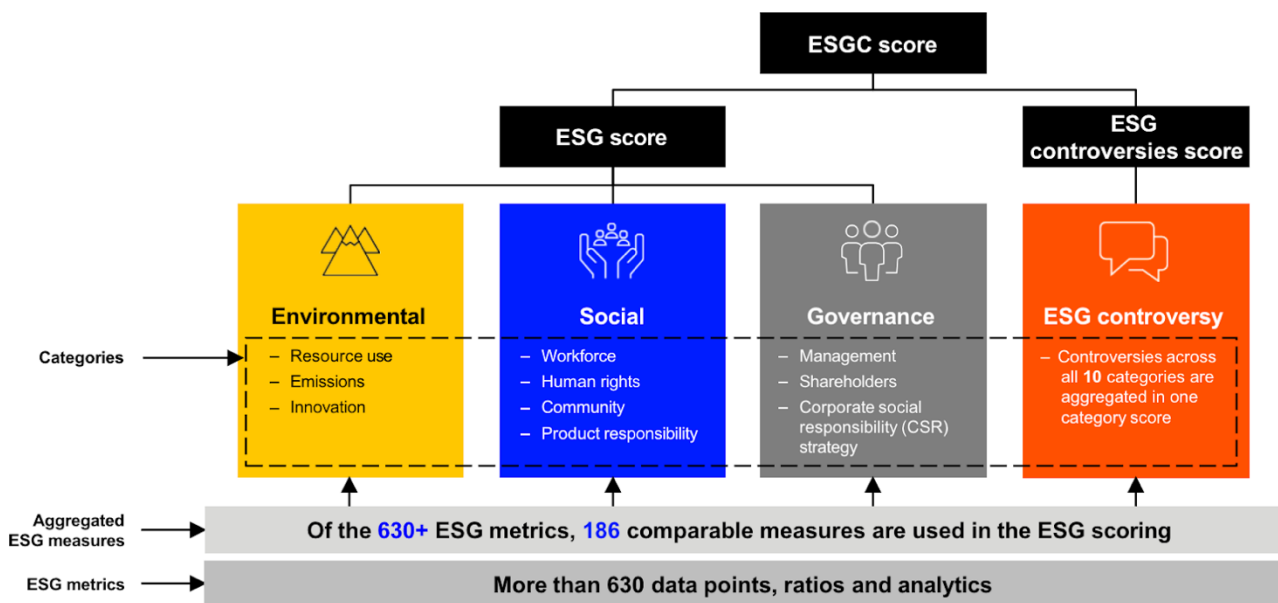 ESGC score
ESG score
ESG
controversies score
Environmental
Social
Governance
ESG controversy
Categories
– Resource use
– Emissions
– Innovation
– Workforce
– Human rights
– Community
– Product responsibility
– Management
– Shareholders
– Corporate social
responsibility (CSR)
strategy
– Controversies across
all 10 categories are
aggregated in one
category score
Aggregated
ESG measures
Of the 630+ ESG metrics, 186 comparable measures are used in the ESG scoring
ESG metrics
More than 630 data points, ratios and analytics